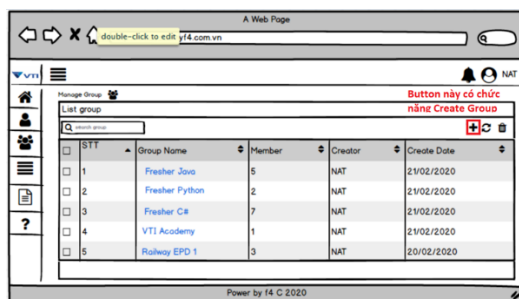 A Web Page
double-click to edit
yf4.com.vn
VTI
NAT
Manage Group
Button này có chức
năng Create Group
List group
search group
STT Group Name Member Creator Create Date
1 Fresher Java 5 NAT 21/02/2020
2 Fresher Python 2 NAT 21/02/2020
3 Fresher C# 7 NAT 21/02/2020
4 VTI Academy 1 NAT 21/02/2020
5 Railway EPD 1 3 NAT 20/02/2020
Power by f4 C 2020